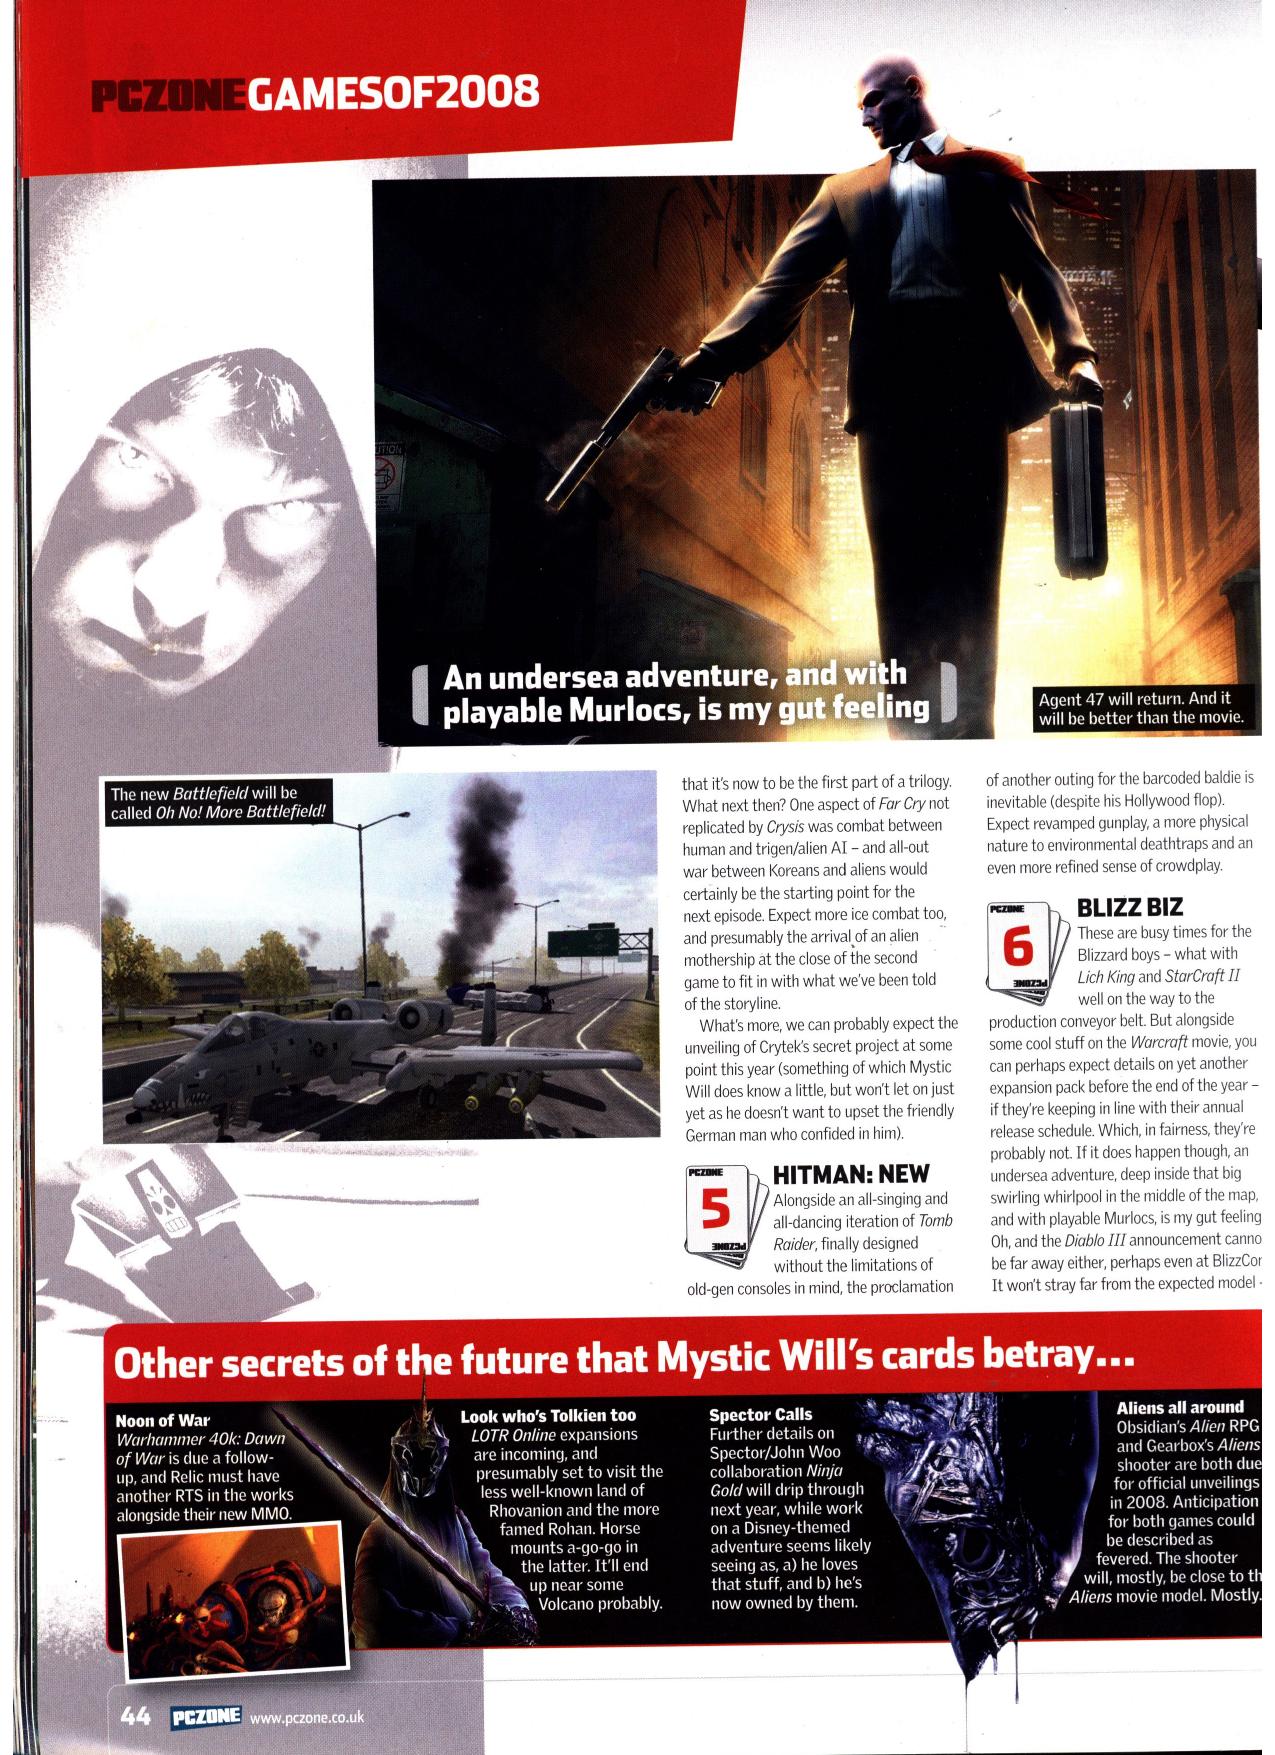 PCZONEGAMESOF2008
An undersea adventure, and with
playable Murlocs, is my gut feeling
Agent 47 will return. And it
will be better than the movie.
The new Battlefield will be
called Oh No! More Battlefield!
that it's now to be the first part of a trilogy.
What next then? One aspect of Far Cry not
replicated by Crysis was combat between
human and trigen/alien AI – and all-out
war between Koreans and aliens would
certainly be the starting point for the
next episode. Expect more ice combat too,
and presumably the arrival of an alien
mothership at the close of the second
game to fit in with what we've been told
of the storyline.
What's more, we can probably expect the
unveiling of Crytek's secret project at some
point this year (something of which Mystic
Will does know a little, but won't let on just
yet as he doesn't want to upset the friendly
German man who confided in him).
PCZONE
5
PCZONE
HITMAN: NEW
Alongside an all-singing and
all-dancing iteration of Tomb
Raider, finally designed
without the limitations of
old-gen consoles in mind, the proclamation
of another outing for the barcoded baldie is
inevitable (despite his Hollywood flop).
Expect revamped gunplay, a more physical
nature to environmental deathtraps and an
even more refined sense of crowdplay.
PCZONE
6
PCZONE
BLIZZ BIZ
These are busy times for the
Blizzard boys – what with
Lich King and StarCraft II
well on the way to the
production conveyor belt. But alongside
some cool stuff on the Warcraft movie, you
can perhaps expect details on yet another
expansion pack before the end of the year –
if they're keeping in line with their annual
release schedule. Which, in fairness, they're
probably not. If it does happen though, an
undersea adventure, deep inside that big
swirling whirlpool in the middle of the map,
and with playable Murlocs, is my gut feeling
Oh, and the Diablo III announcement canno
be far away either, perhaps even at BlizzCor
It won't stray far from the expected model -
Other secrets of the future that Mystic Will's cards betray...
Noon of War
Warhammer 40k: Dawn
of War is due a follow-
up, and Relic must have
another RTS in the works
alongside their new MMO.
Look who's Tolkien too
LOTR Online expansions
are incoming, and
presumably set to visit the
less well-known land of
Rhovanion and the more
famed Rohan. Horse
mounts a-go-go in
the latter. It'll end
up near some
Volcano probably.
Spector Calls
Further details on
Spector/John Woo
collaboration Ninja
Gold will drip through
next year, while work
on a Disney-themed
adventure seems likely
seeing as, a) he loves
that stuff, and b) he's
now owned by them.
Aliens all around
Obsidian's Alien RPG
and Gearbox's Aliens
shooter are both due
for official unveilings
in 2008. Anticipation
for both games could
be described as
fevered. The shooter
will, mostly, be close to th
Aliens movie model. Mostly.
44 PCZONE www.pczone.co.uk